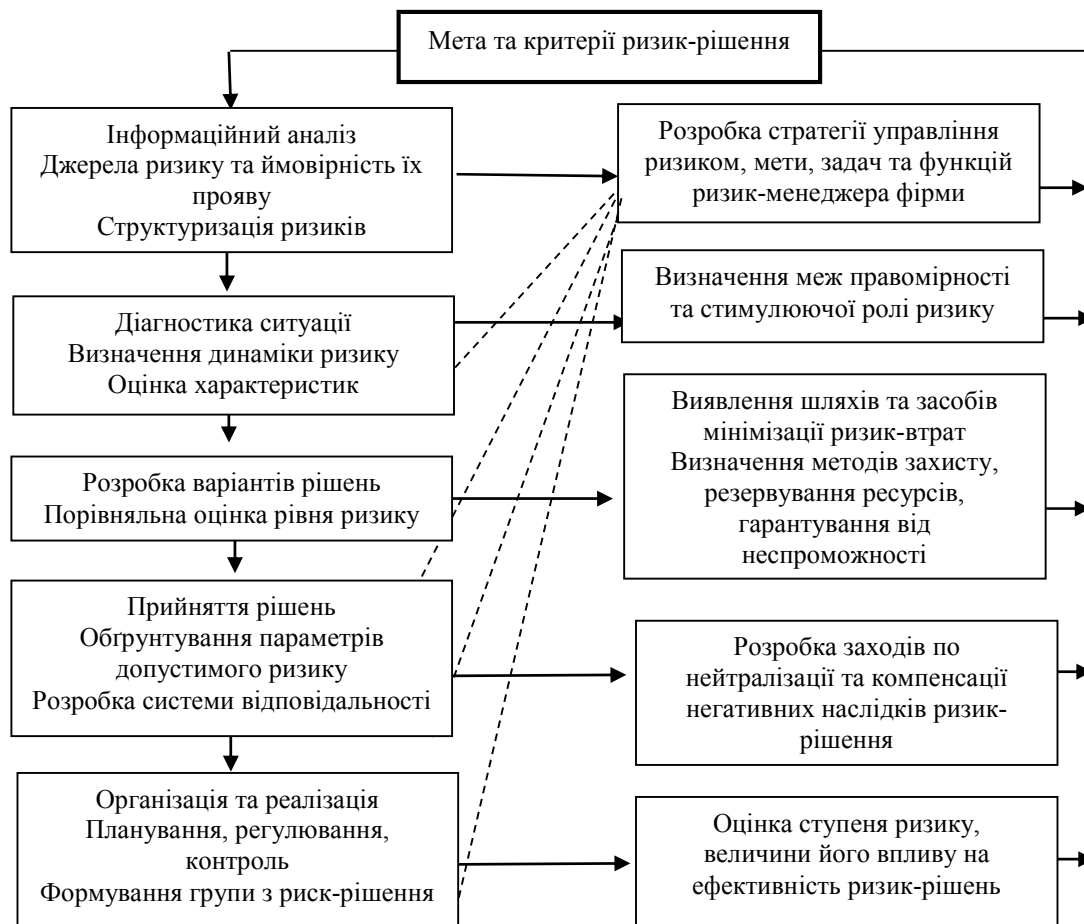 Мета та критерії ризик-рішення
Інформаційний аналіз
Джерела ризику та ймовірність їх
прояву
Структуризація ризиків
Розробка стратегії управління
ризиком, мети, задач та функцій
ризик-менеджера фірми
Діагностика ситуації
Визначення динаміки ризику
Оцінка характеристик
Визначення меж правомірності
та стимулюючої ролі ризику
Розробка варіантів рішень
Порівняльна оцінка рівня ризику
Виявлення шляхів та засобів
мінімізації ризик-втрат
Визначення методів захисту,
резервування ресурсів,
гарантування від
неспроможності
Прийняття рішень
Обґрунтування параметрів
допустимого ризику
Розробка системи відповідальності
Розробка заходів по
нейтралізації та компенсації
негативних наслідків ризик-
рішення
Організація та реалізація
Планування, регулювання,
контроль
Формування групи з риск-рішення
Оцінка ступеня ризику,
величини його впливу на
ефективність ризик-рішень